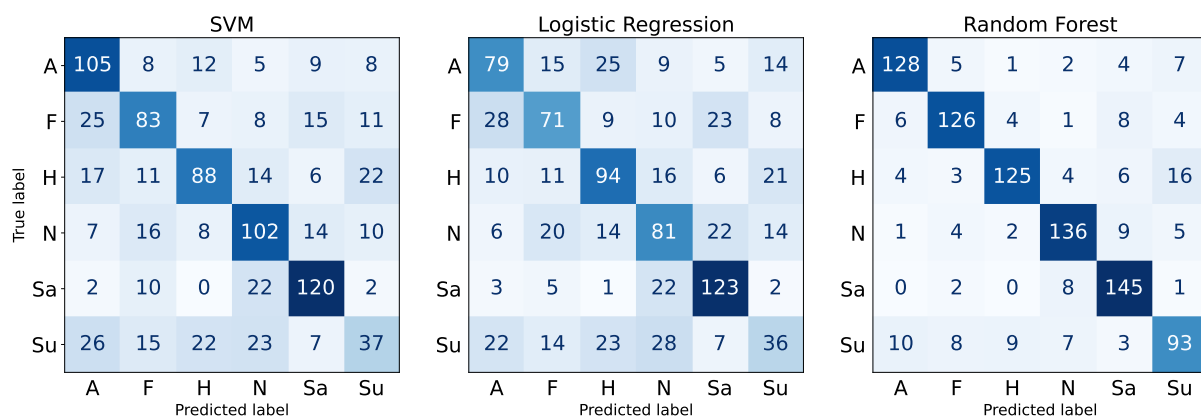 SVM
A 105 8 12 5 9 8
F 25 83 7 8 15 11
H 17 11 88 14 6 22
N 7 16 8 102 14 10
Sa 2 10 0 22 120 2
Su 26 15 22 23 7 37
A F H N Sa Su
True label
Predicted label
Logistic Regression
A 79 15 25 9 5 14
F 28 71 9 10 23 8
H 10 11 94 16 6 21
N 6 20 14 81 22 14
Sa 3 5 1 22 123 2
Su 22 14 23 28 7 36
A F H N Sa Su
Predicted label
Random Forest
A 128 5 1 2 4 7
F 6 126 4 1 8 4
H 4 3 125 4 6 16
N 1 4 2 136 9 5
Sa 0 2 0 8 145 1
Su 10 8 9 7 3 93
A F H N Sa Su
Predicted label